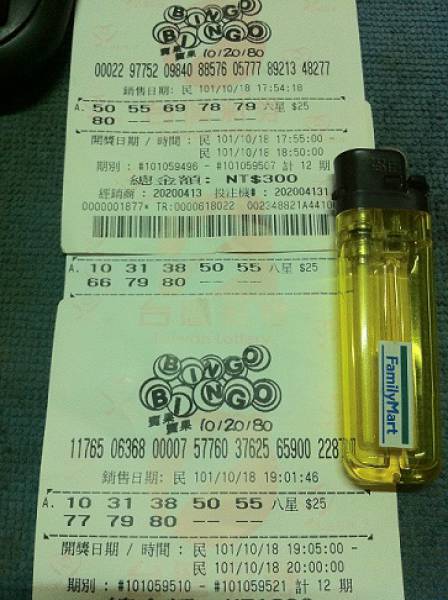 BINGO
BINGO
賓果
賓果 10/20/80
00022 97752 09840 88576 05777 89213 48277
銷售日期: 民 101/10/18 17:54:18
A. 50 55 69 78 79 六星 $25
80 -- -- -- --
開獎日期 / 時間 : 民 101/10/18 17:55:00 -
民 101/10/18 18:50:00
期別 : #101059496 - #101059507 計 12 期
總金額: NT$300
經銷商 : 20200413 投注機# : 202004131
0000001877* TR:0000618022 002348821A4410
A. 10 31 38 50 55 八星 $25
66 79 80 -- --
BINGO
BINGO
賓果
賓果 10/20/80
11765 06368 00007 57760 37625 65900 228
銷售日期: 民 101/10/18 19:01:46
A. 10 31 38 50 55 八星 $25
77 79 80 -- --
開獎日期 / 時間 : 民 101/10/18 19:05:00 -
民 101/10/18 20:00:00
期別 : #101059510 - #101059521 計 12 期
FamilyMart